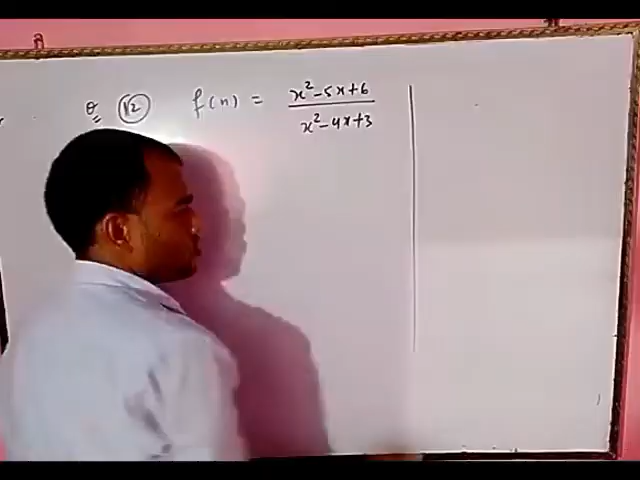 Q 12 f(n) = x²-5x+6 / x²-4x+3